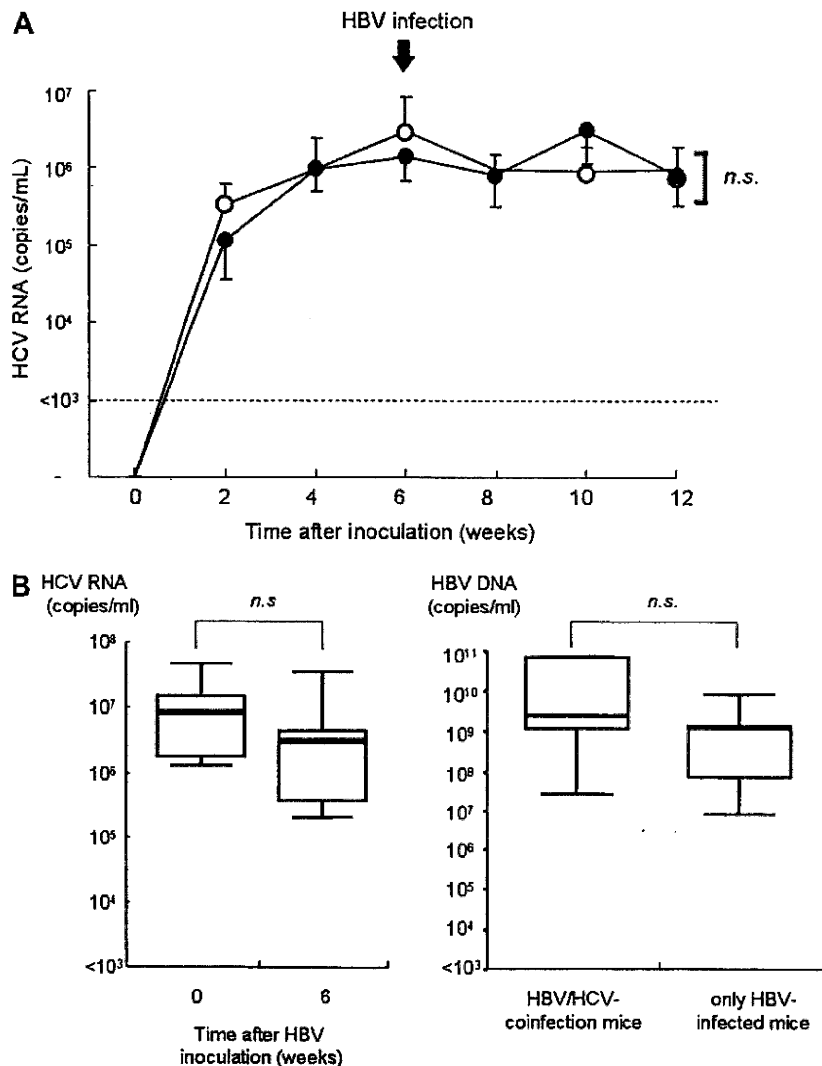 A
HBV infection
HCV RNA (copies/mL)
10⁷
10⁶
10⁵
10⁴
<10³
-
n.s.
0 2 4 6 8 10 12
Time after inoculation (weeks)
B
HCV RNA
(copies/ml)
n.s
10⁸
10⁷
10⁶
10⁵
10⁴
<10³
0 6
Time after HBV
inoculation (weeks)
HBV DNA
(copies/ml)
n.s.
10¹¹
10¹⁰
10⁹
10⁸
10⁷
10⁶
10⁵
10⁴
<10³
HBV/HCV-
coinfection mice
only HBV-
infected mice